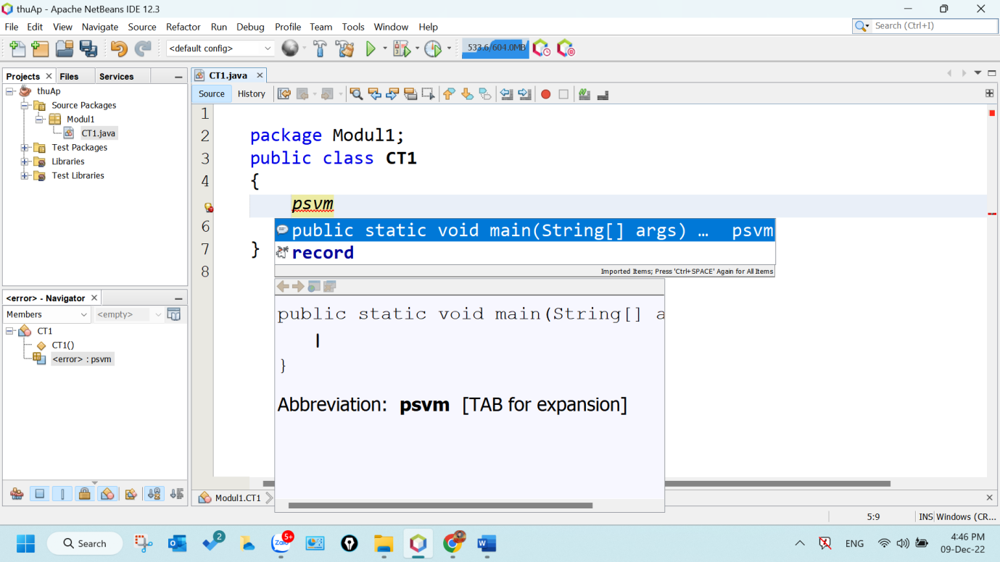 thuAp - Apache NetBeans IDE 12.3
File Edit View Navigate Source Refactor Run Debug Profile Team Tools Window Help
Search (Ctrl+I)
<default config>
533.6/604.0MB
Projects Files Services
thuAp
Source Packages
Modul1
CT1.java
Test Packages
Libraries
Test Libraries
<error> - Navigator
Members <empty>
CT1
CT1()
<error> : psvm
CT1.java
Source History
1
2 package Modul1;
3 public class CT1
4 {
psvm
6
7 }
8
public static void main(String[] args) … psvm
record
Imported Items; Press 'Ctrl+SPACE' Again for All Items
public static void main(String[] a
}
Abbreviation: psvm [TAB for expansion]
Modul1.CT1
5:9 INS Windows (CR...
Search
2
Zalo
5+
ENG
4:46 PM
09-Dec-22